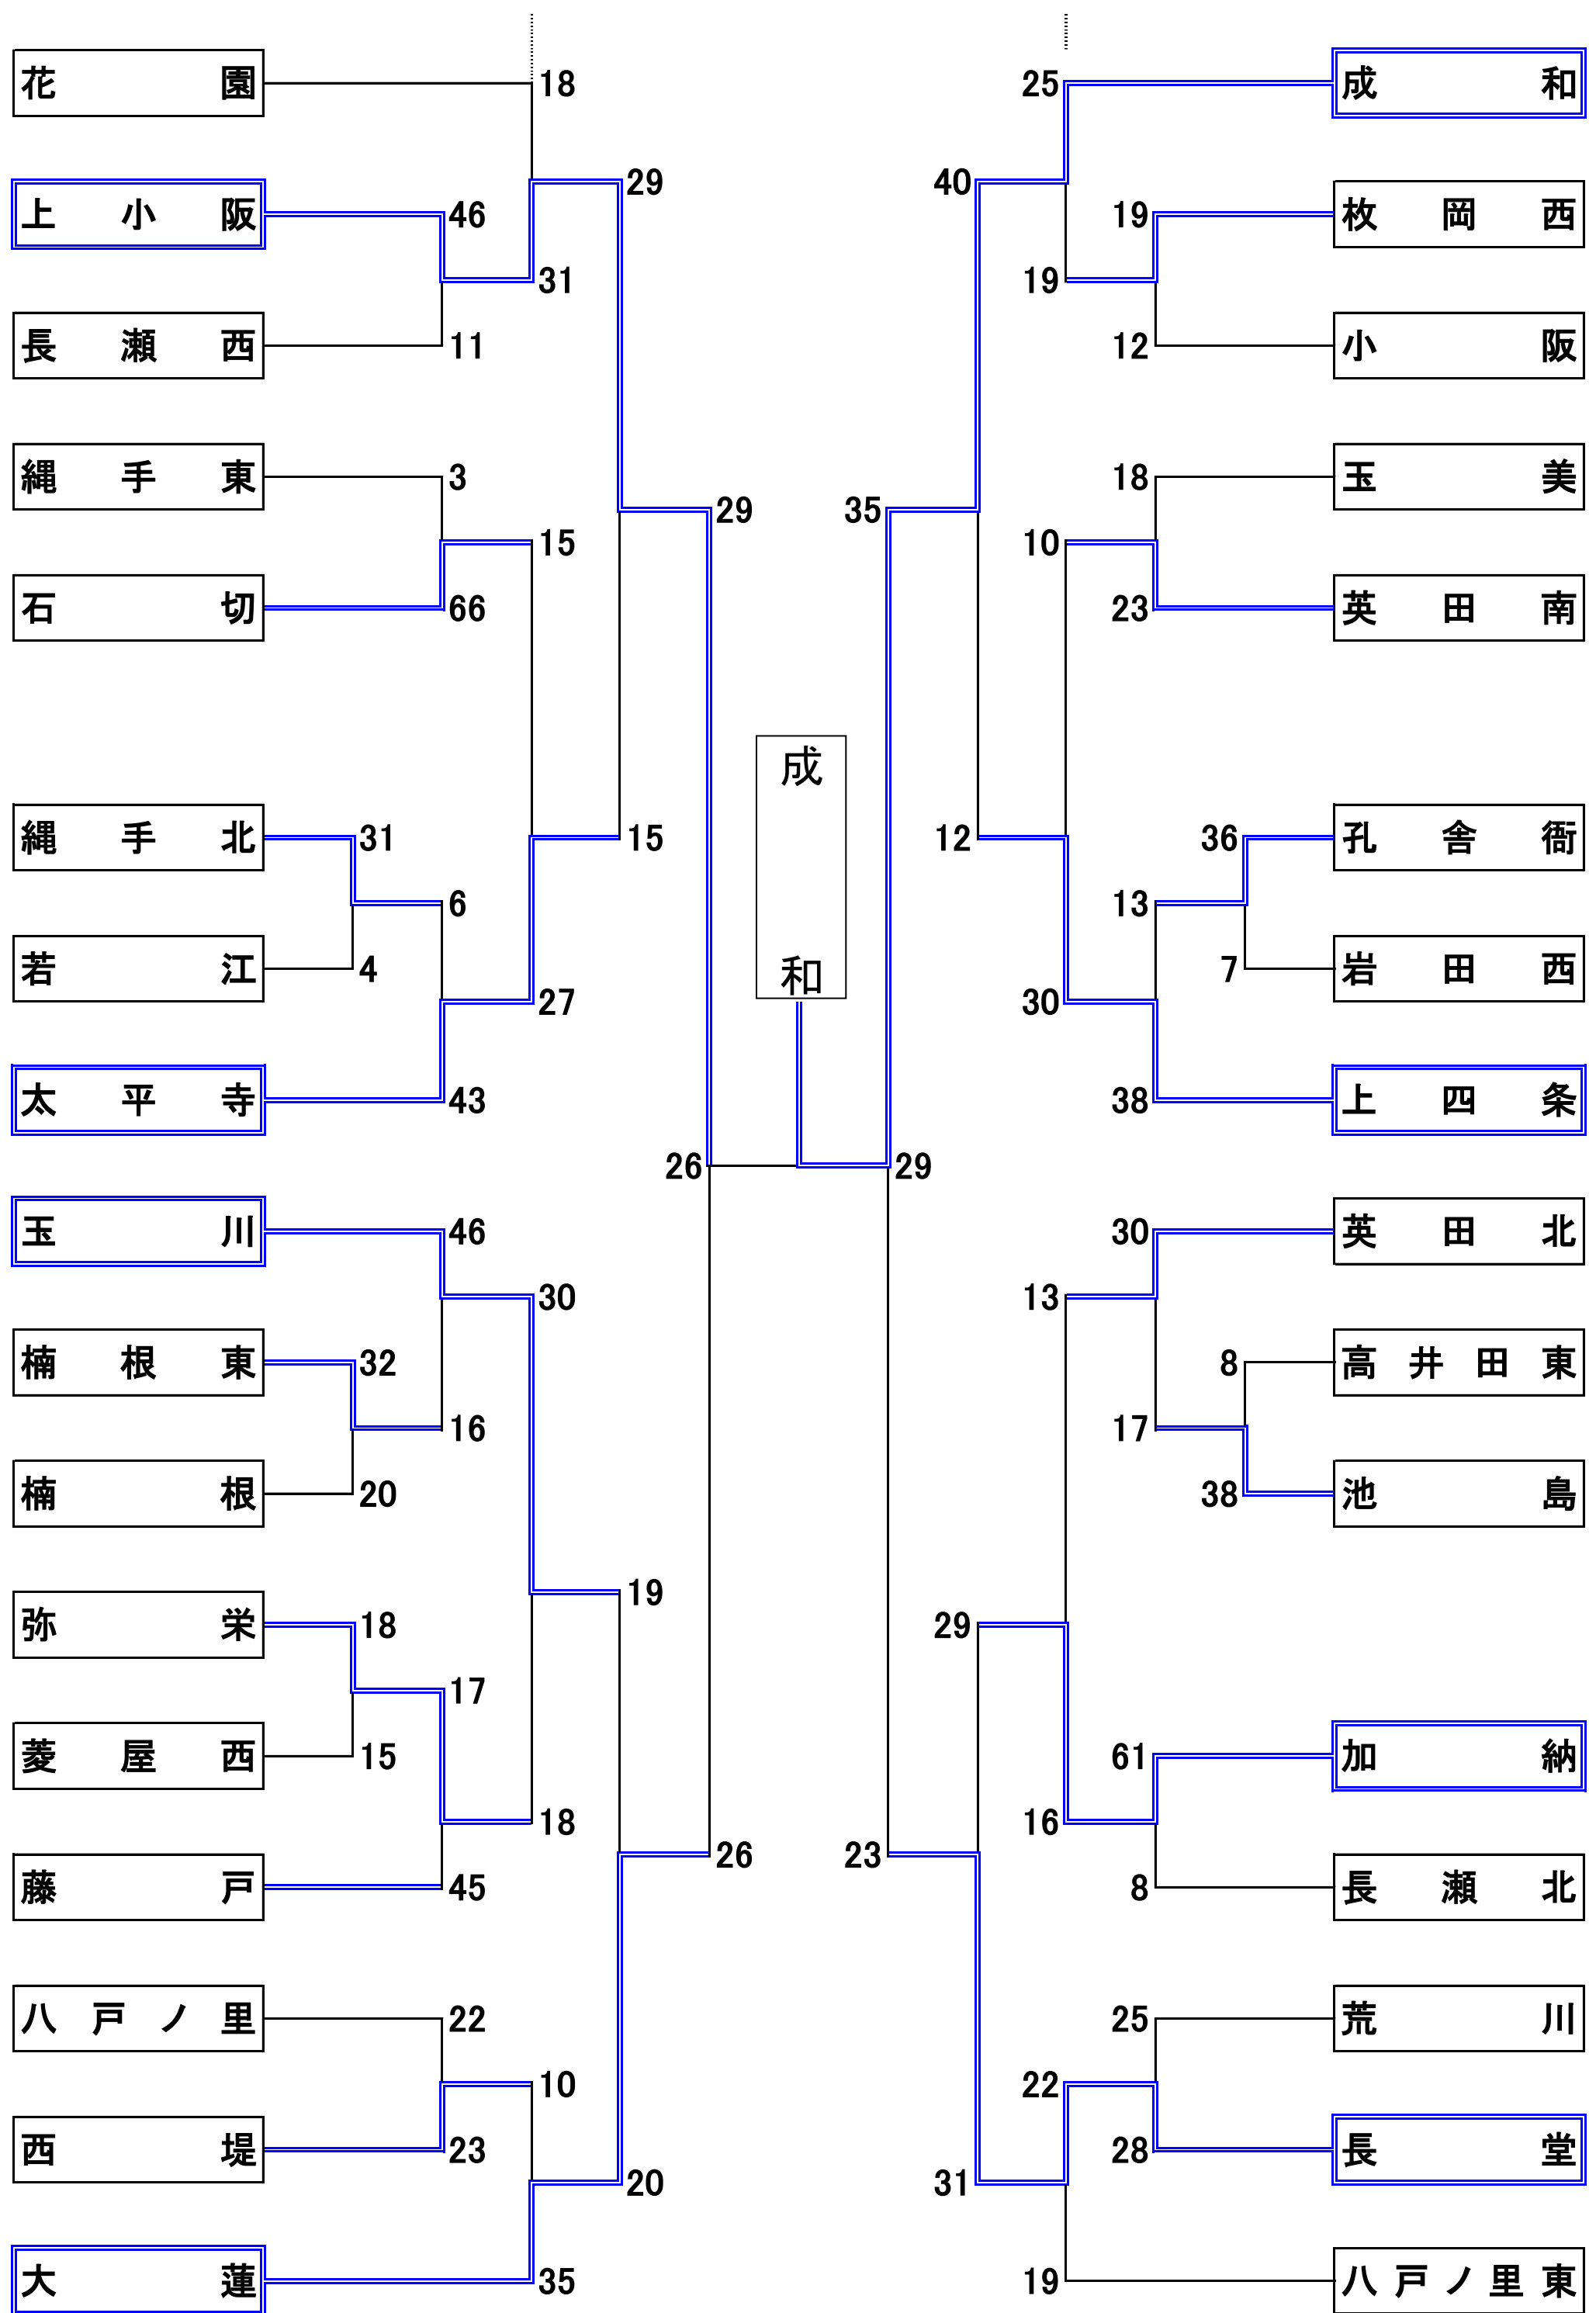 花園 18 25 成和
29 40
上小阪 46 19 枚岡西
31 19
長瀬西 11 12 小阪
縄手東 3 18 玉美
29 35
15 10
石切 66 23 英田南
成和
縄手北 31 15 12 36 孔舎衙
6 13
若江 4 7 岩田西
27 30
太平寺 43 38 上四条
26 29
玉川 46 30 英田北
30 13
楠根東 32 8 高井田東
16 17
楠根 20 38 池島
19
弥栄 18 29
17
菱屋西 15 61 加納
18 16
26 23
藤戸 45 8 長瀬北
八戸ノ里 22 25 荒川
10 22
西堤 23 28 長堂
20 31
大蓮 35 19 八戸ノ里東